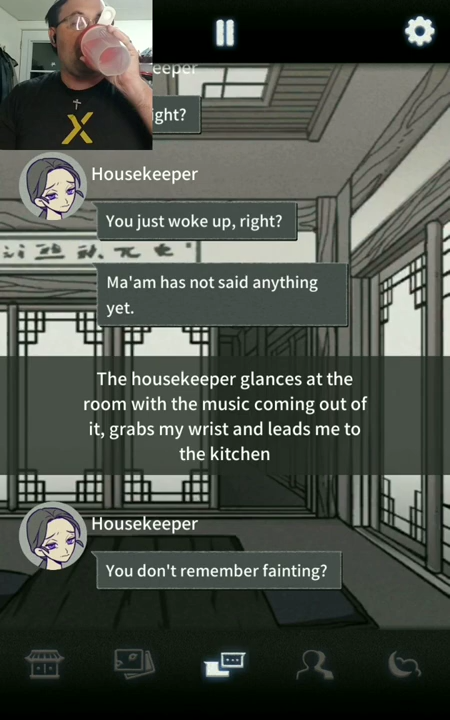 eeper
ght?
Housekeeper
You just woke up, right?
Ma'am has not said anything
yet.
The housekeeper glances at the
room with the music coming out of
it, grabs my wrist and leads me to
the kitchen
Housekeeper
You don't remember fainting?